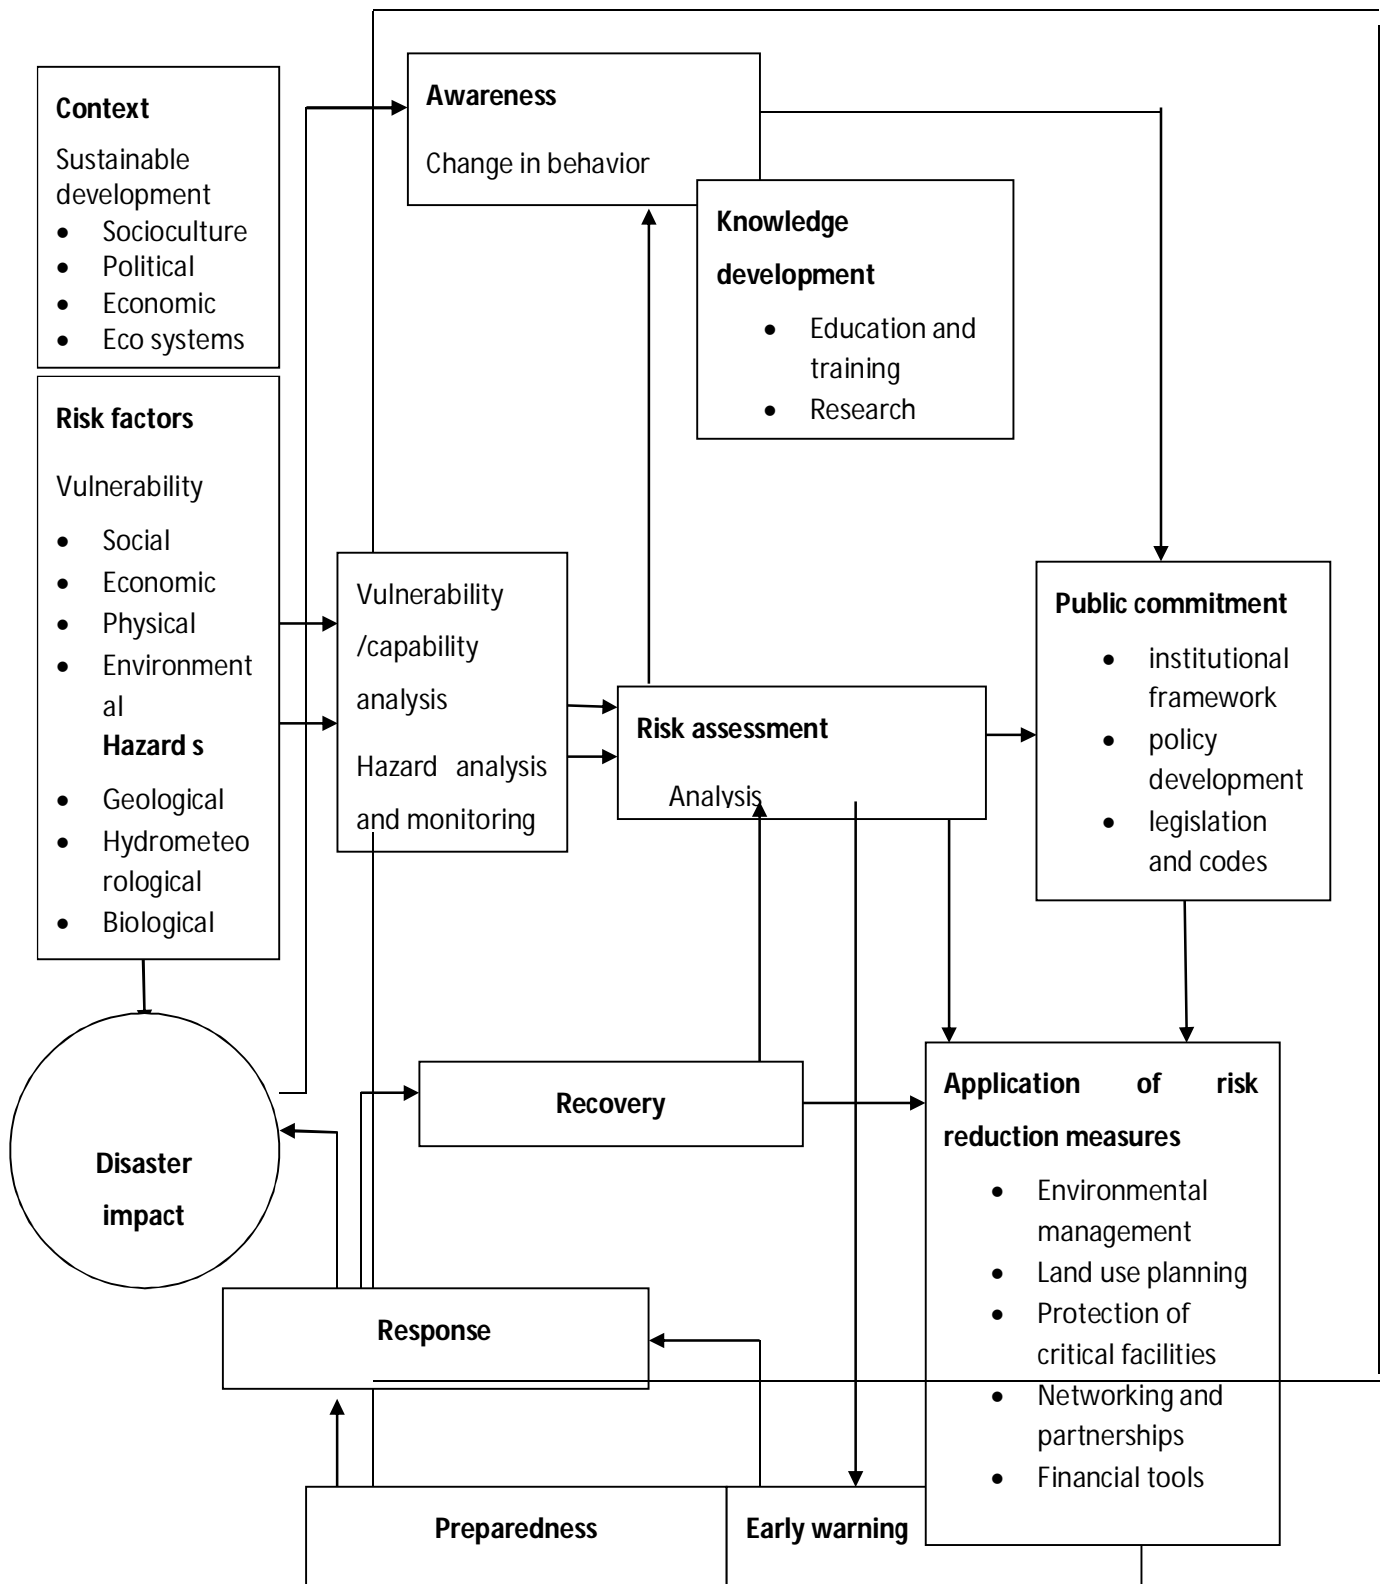 Context
Sustainable
development
• Socioculture
• Political
• Economic
• Eco systems
Awareness
Change in behavior
Knowledge
development
• Education and
training
• Research
Risk factors
Vulnerability
• Social
• Economic
• Physical
• Environment
al
Hazard s
• Geological
• Hydrometeo
rological
• Biological
Vulnerability
/capability
analysis
Hazard analysis
and monitoring
Risk assessment
Analysis
Public commitment
• institutional
framework
• policy
development
• legislation
and codes
Disaster
impact
Recovery
Application of risk
reduction measures
• Environmental
management
• Land use planning
• Protection of
critical facilities
• Networking and
partnerships
• Financial tools
Response
Preparedness
Early warning